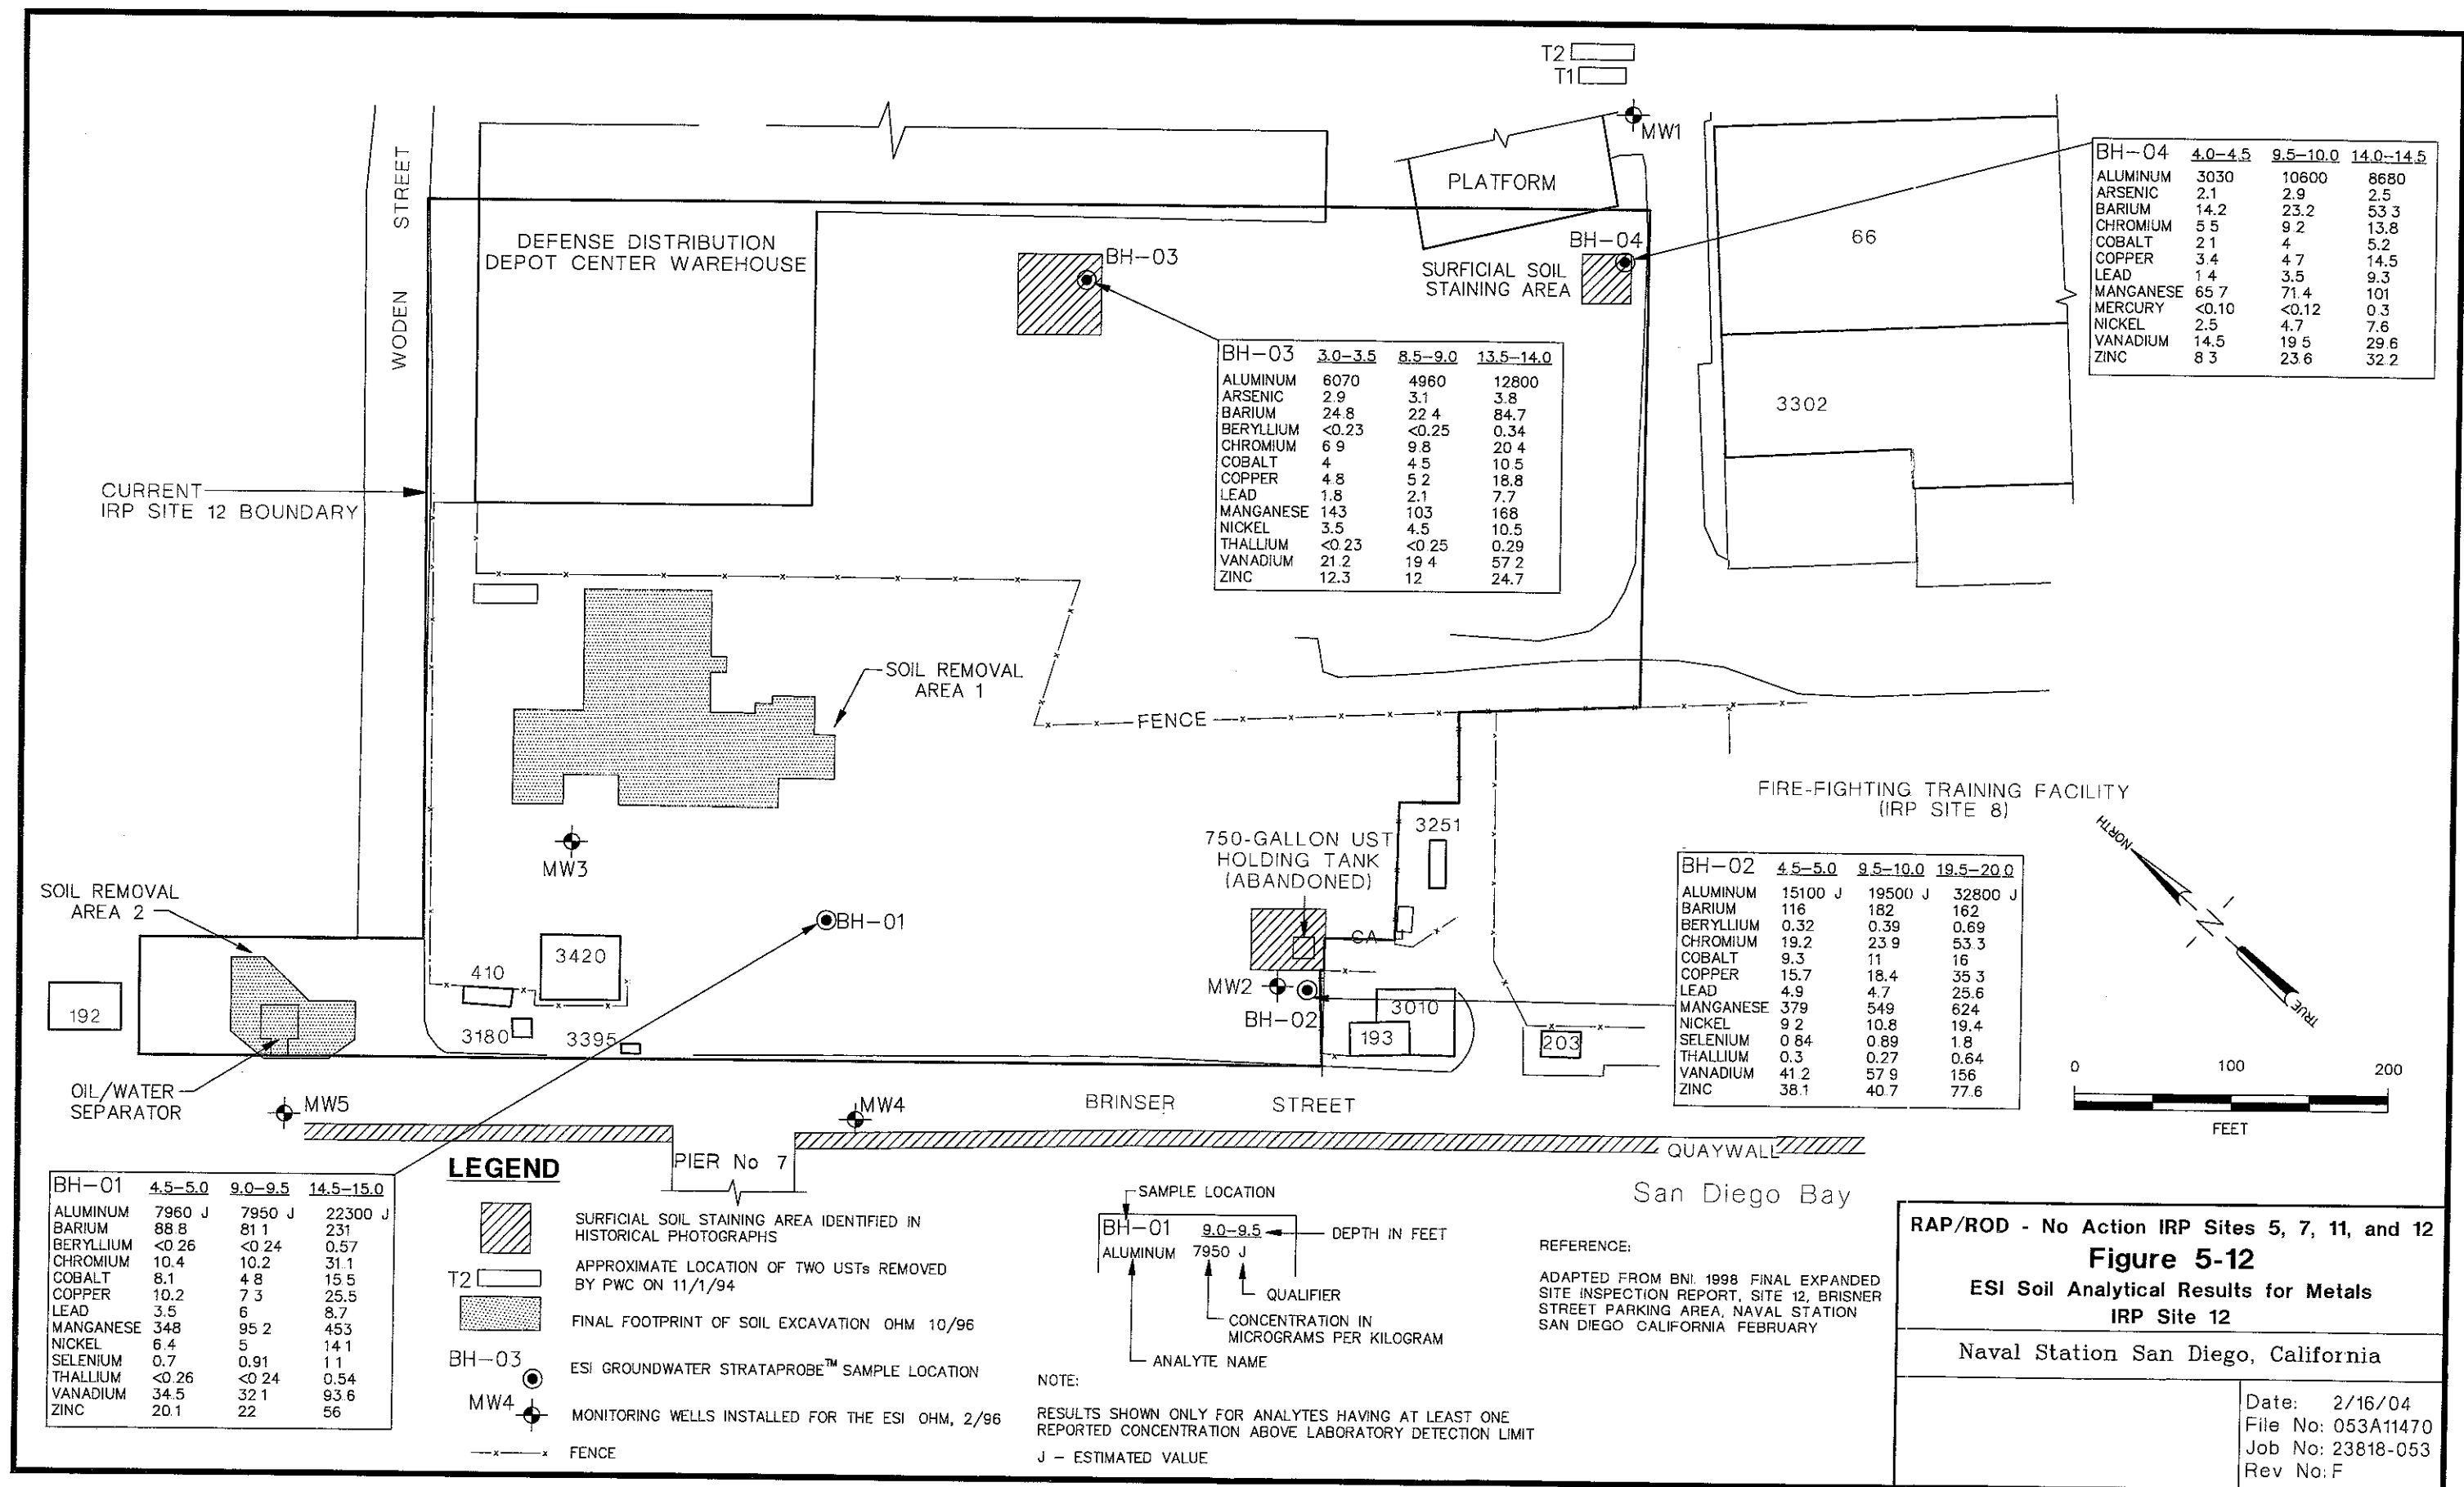 T2
T1
MW1
WODEN STREET
PLATFORM
DEFENSE DISTRIBUTION
DEPOT CENTER WAREHOUSE
BH-03
BH-04
SURFICIAL SOIL
STAINING AREA
66
3302
BH-04 4.0-4.5 9.5-10.0 14.0-14.5
ALUMINUM 3030 10600 8680
ARSENIC 2.1 2.9 2.5
BARIUM 14.2 23.2 53 3
CHROMIUM 5 5 9 2 13.8
COBALT 2 1 4 5.2
COPPER 3.4 4 7 14.5
LEAD 1 4 3.5 9.3
MANGANESE 65 7 71.4 101
MERCURY <0.10 <0.12 0.3
NICKEL 2.5 4.7 7.6
VANADIUM 14.5 19 5 29.6
ZINC 8 3 23.6 32 2
BH-03 3.0-3.5 8.5-9.0 13.5-14.0
ALUMINUM 6070 4960 12800
ARSENIC 2.9 3.1 3.8
BARIUM 24.8 22 4 84.7
BERYLLIUM <0.23 <0.25 0.34
CHROMIUM 6 9 9.8 20 4
COBALT 4 4 5 10 5
COPPER 4.8 5 2 18.8
LEAD 1.8 2.1 7.7
MANGANESE 143 103 168
NICKEL 3.5 4.5 10.5
THALLIUM <0 23 <0 25 0.29
VANADIUM 21.2 19 4 57 2
ZINC 12.3 12 24.7
CURRENT
IRP SITE 12 BOUNDARY
SOIL REMOVAL
AREA 1
FENCE
FIRE-FIGHTING TRAINING FACILITY
(IRP SITE 8)
NORTH
N
TRUE
750-GALLON UST
HOLDING TANK
(ABANDONED)
3251
MW3
SOIL REMOVAL
AREA 2
BH-01
CA
410
3420
192
3180
3395
MW2
BH-02
3010
193
203
BH-02 4.5-5.0 9.5-10.0 19.5-20 0
ALUMINUM 15100 J 19500 J 32800 J
BARIUM 116 182 162
BERYLLIUM 0.32 0.39 0.69
CHROMIUM 19.2 23 9 53.3
COBALT 9.3 11 16
COPPER 15.7 18.4 35 3
LEAD 4.9 4.7 25.6
MANGANESE 379 549 624
NICKEL 9 2 10.8 19.4
SELENIUM 0 84 0.89 1.8
THALLIUM 0.3 0.27 0.64
VANADIUM 41 2 57 9 156
ZINC 38.1 40.7 77.6
0 100 200
FEET
OIL/WATER
SEPARATOR
MW5
MW4
BRINSER STREET
QUAYWALL
PIER No 7
San Diego Bay
BH-01 4.5-5.0 9.0-9.5 14.5-15.0
ALUMINUM 7960 J 7950 J 22300 J
BARIUM 88 8 81 1 231
BERYLLIUM <0 26 <0 24 0.57
CHROMIUM 10.4 10.2 31.1
COBALT 8.1 4 8 15.5
COPPER 10.2 7 3 25.5
LEAD 3.5 6 8.7
MANGANESE 348 95 2 453
NICKEL 6.4 5 14 1
SELENIUM 0.7 0.91 1 1
THALLIUM <0.26 <0 24 0.54
VANADIUM 34.5 32 1 93.6
ZINC 20.1 22 56
LEGEND
SURFICIAL SOIL STAINING AREA IDENTIFIED IN
HISTORICAL PHOTOGRAPHS
T2
APPROXIMATE LOCATION OF TWO USTs REMOVED
BY PWC ON 11/1/94
FINAL FOOTPRINT OF SOIL EXCAVATION OHM 10/96
BH-03
ESI GROUNDWATER STRATAPROBE™ SAMPLE LOCATION
MW4
MONITORING WELLS INSTALLED FOR THE ESI OHM, 2/96
FENCE
SAMPLE LOCATION
BH-01 9.0-9.5 DEPTH IN FEET
ALUMINUM 7950 J
QUALIFIER
CONCENTRATION IN
MICROGRAMS PER KILOGRAM
ANALYTE NAME
NOTE:
RESULTS SHOWN ONLY FOR ANALYTES HAVING AT LEAST ONE
REPORTED CONCENTRATION ABOVE LABORATORY DETECTION LIMIT
J - ESTIMATED VALUE
REFERENCE:
ADAPTED FROM BNI. 1998 FINAL EXPANDED
SITE INSPECTION REPORT, SITE 12, BRISNER
STREET PARKING AREA, NAVAL STATION
SAN DIEGO CALIFORNIA FEBRUARY
RAP/ROD - No Action IRP Sites 5, 7, 11, and 12
Figure 5-12
ESI Soil Analytical Results for Metals
IRP Site 12
Naval Station San Diego, California
Date: 2/16/04
File No: 053A11470
Job No: 23818-053
Rev No: F